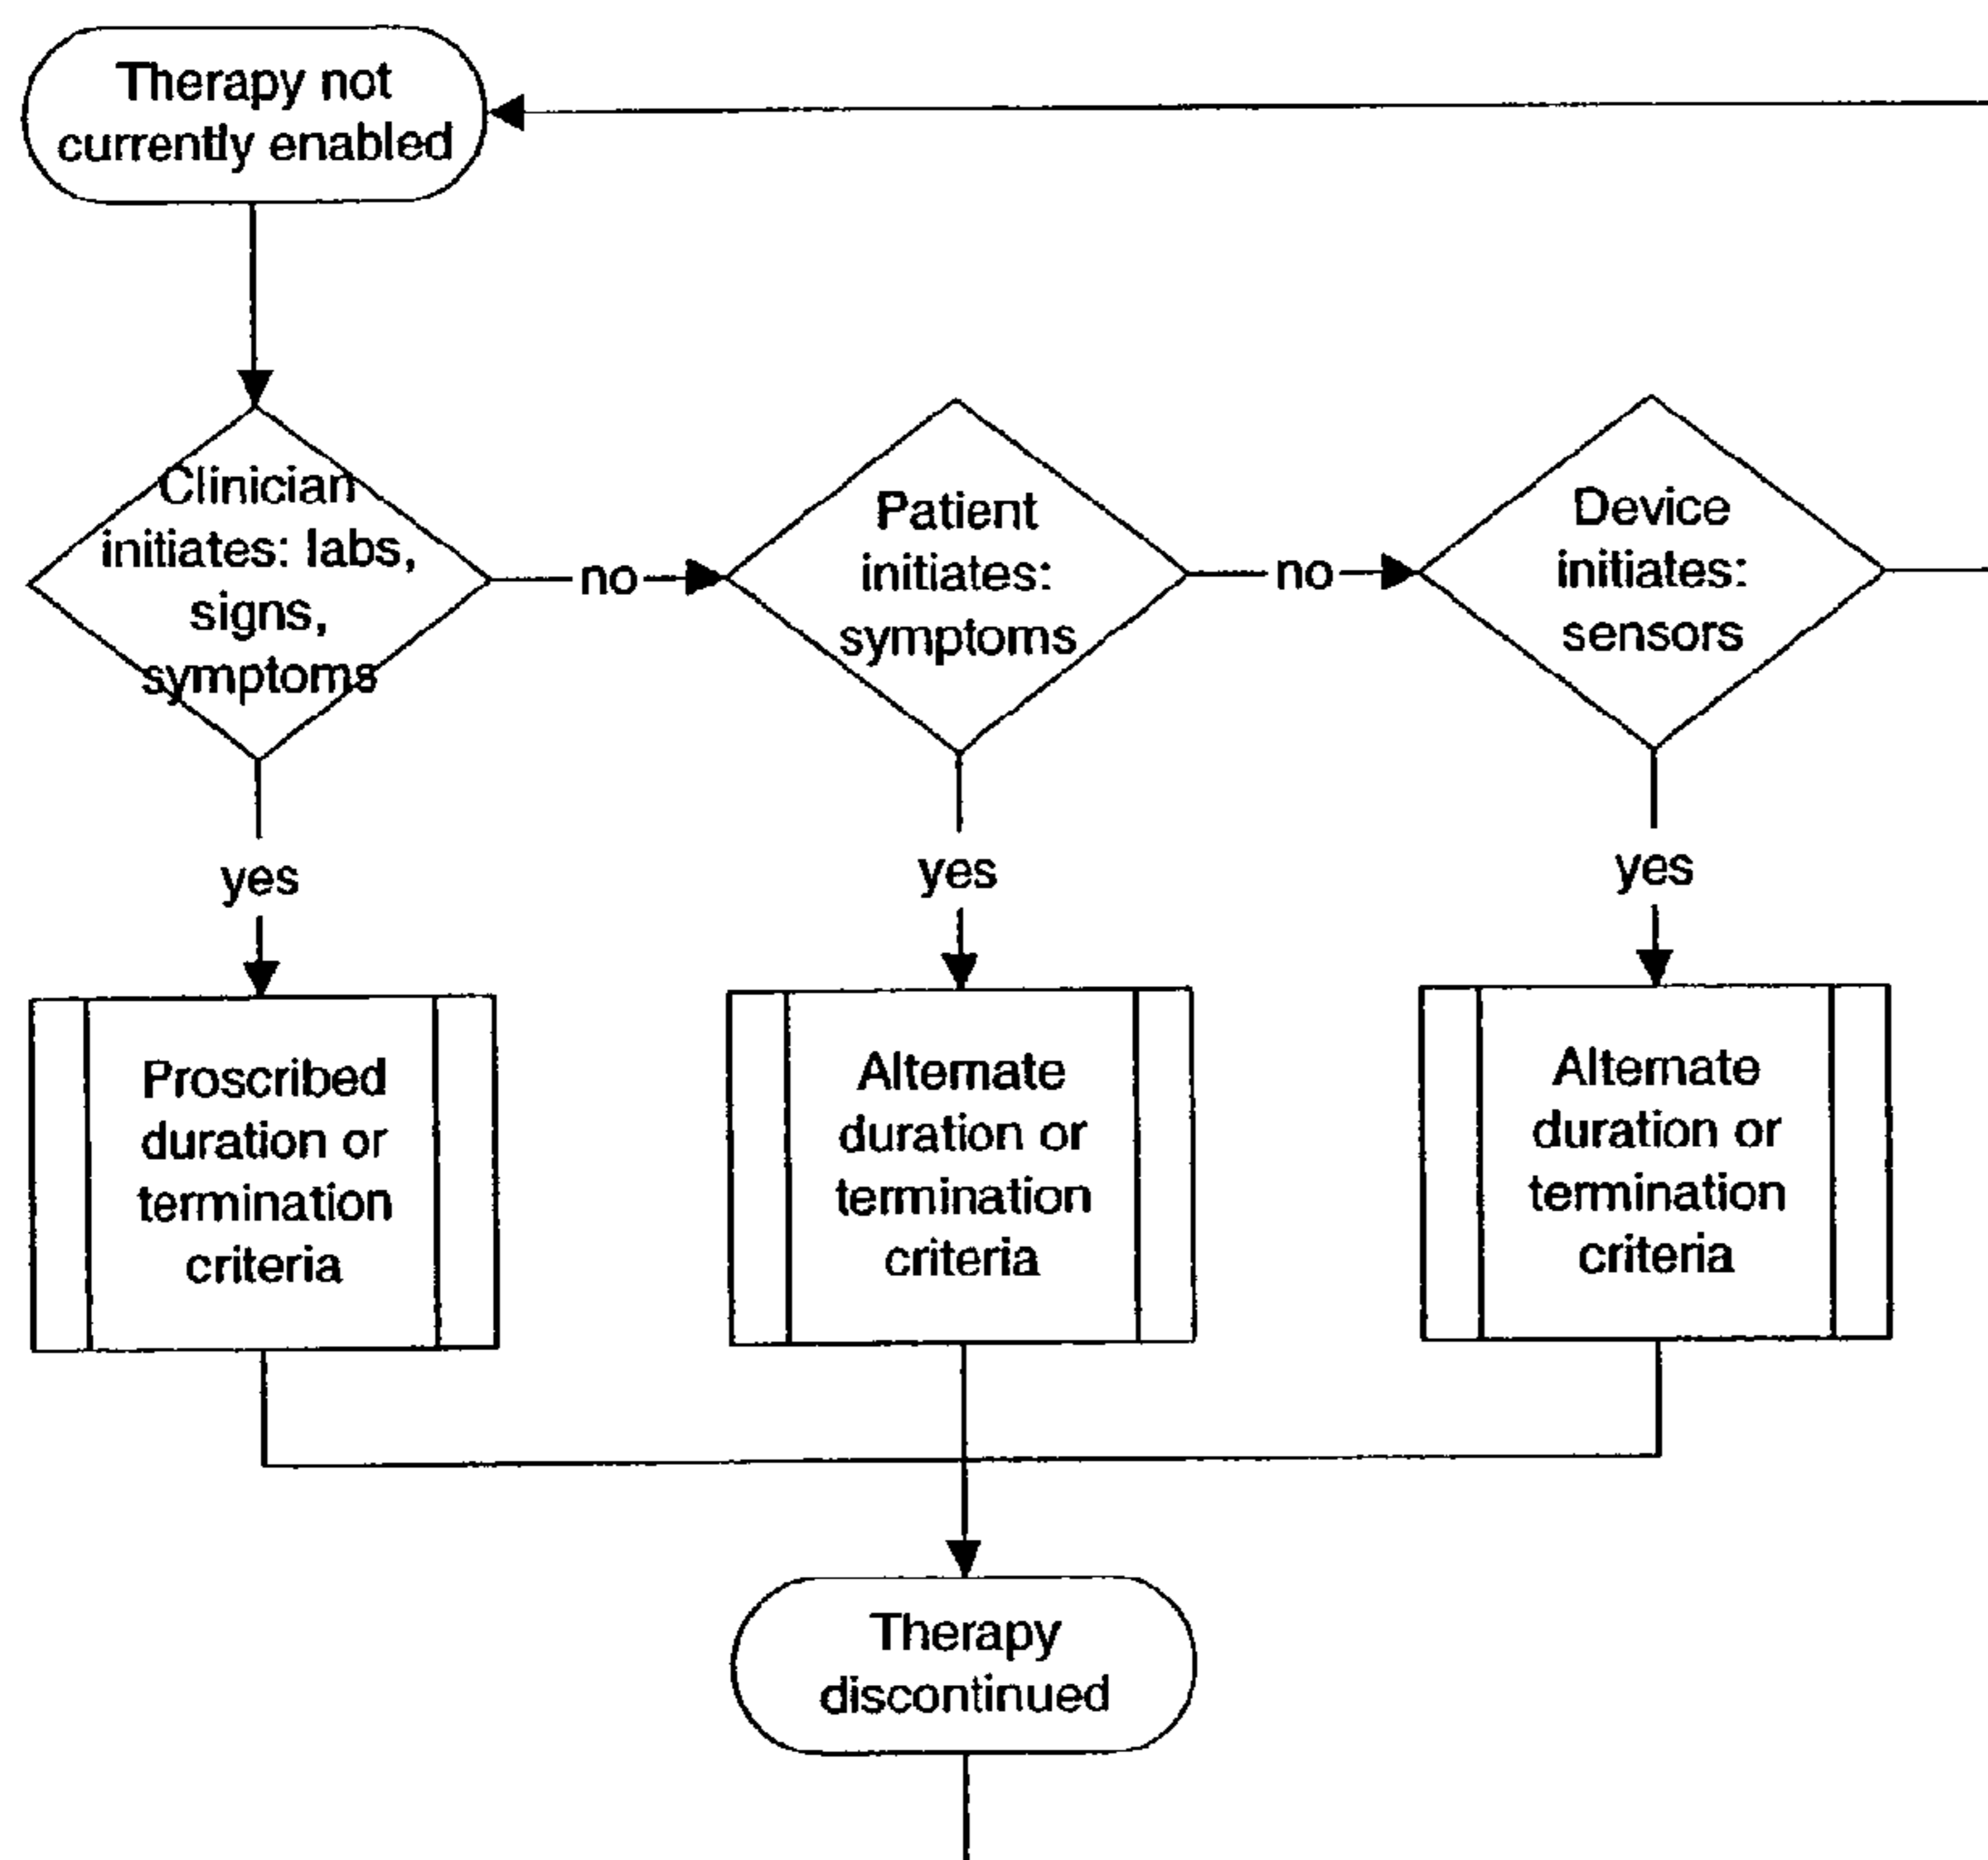 Therapy not
currently enabled
Clinician
initiates: labs,
signs,
symptoms
no
Patient
initiates:
symptoms
no
Device
initiates:
sensors
yes
yes
yes
Proscribed
duration or
termination
criteria
Alternate
duration or
termination
criteria
Alternate
duration or
termination
criteria
Therapy
discontinued